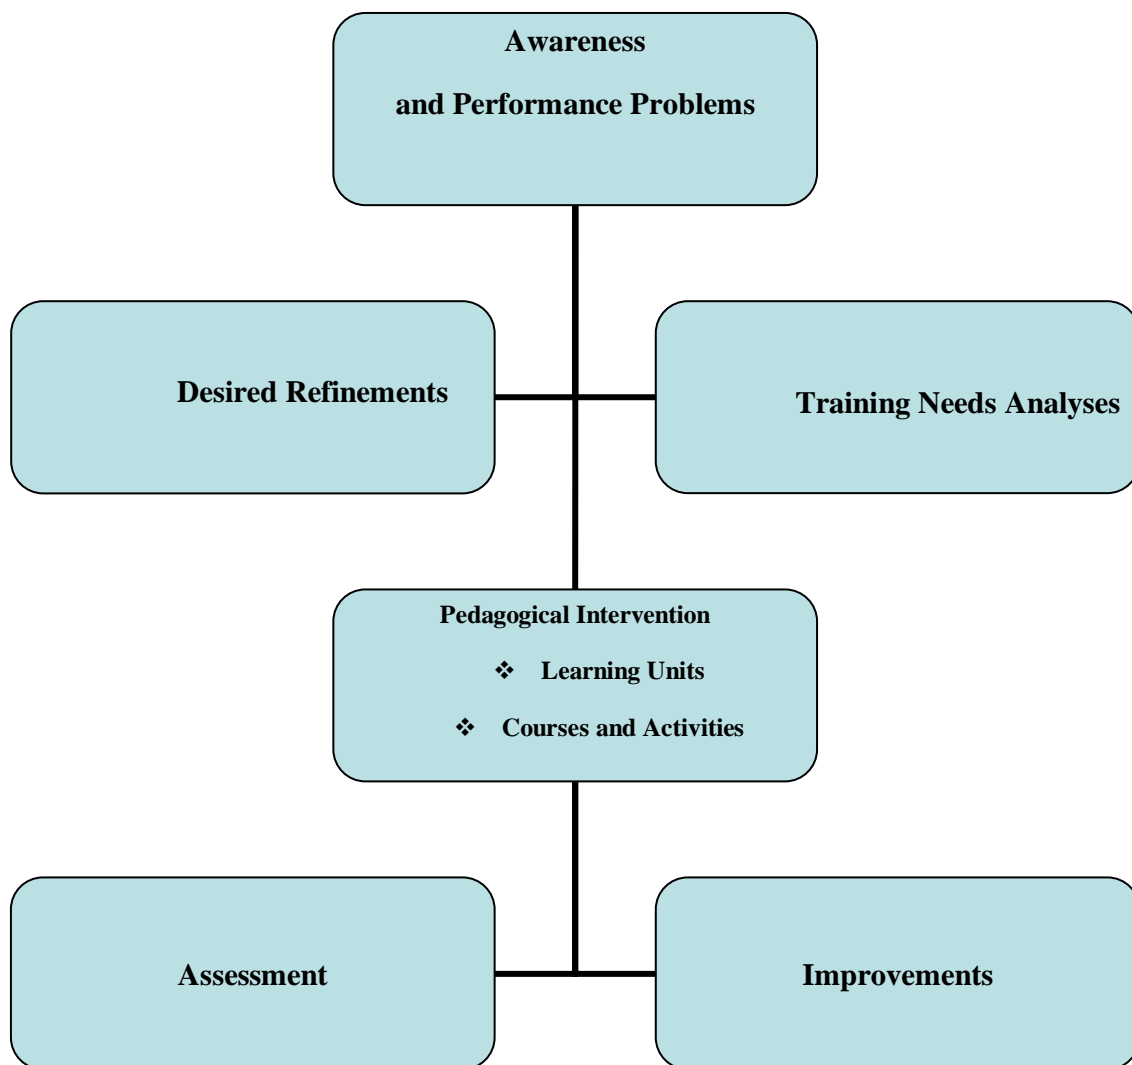 Awareness
and Performance Problems
Desired Refinements
Training Needs Analyses
Pedagogical Intervention
❖ Learning Units
❖ Courses and Activities
Assessment
Improvements